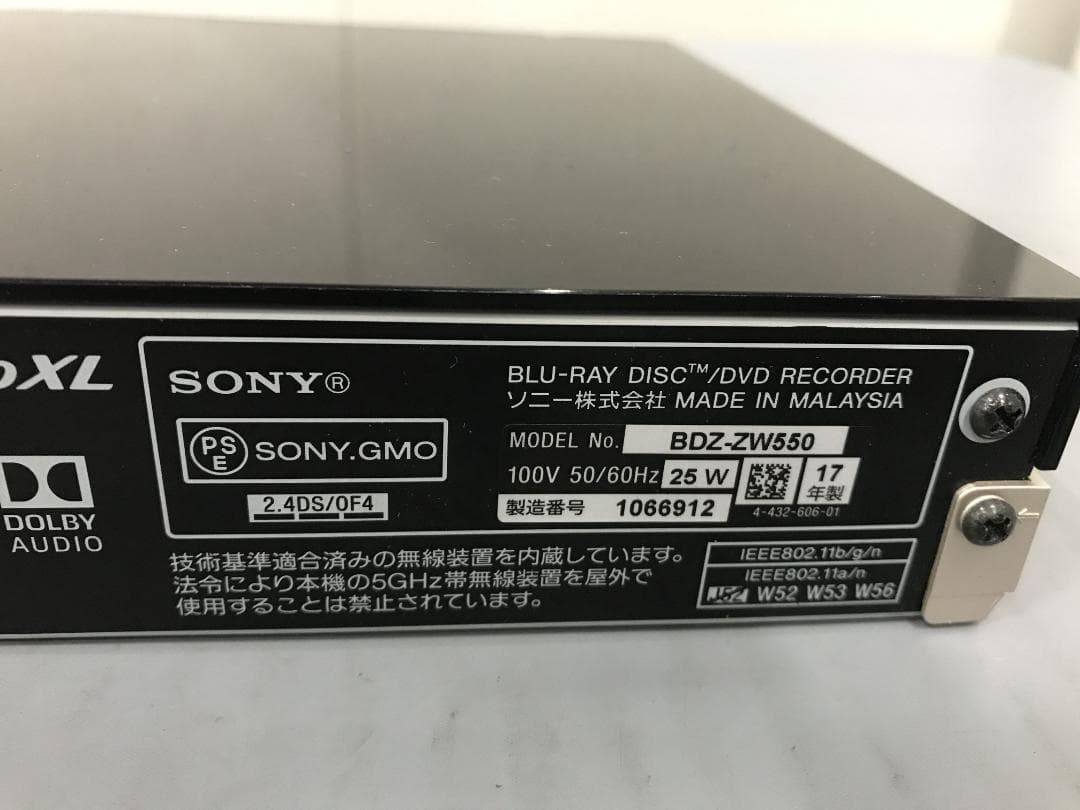 XL
DOLBY
AUDIO
SONY®
PS
E
SONY.GMO
2.4DS/OF4
BLU-RAY DISC™/DVD RECORDER
ソニー株式会社 MADE IN MALAYSIA
MODEL No. BDZ-ZW550
100V 50/60Hz 25 W
17
年製
製造番号 1066912
4-432-606-01
技術基準適合済みの無線装置を内蔵しています。
法令により本機の5GHz帯無線装置を屋外で
使用することは禁止されています。
IEEE802.11b/g/n
IEEE802.11a/n
J52 W52 W53 W56